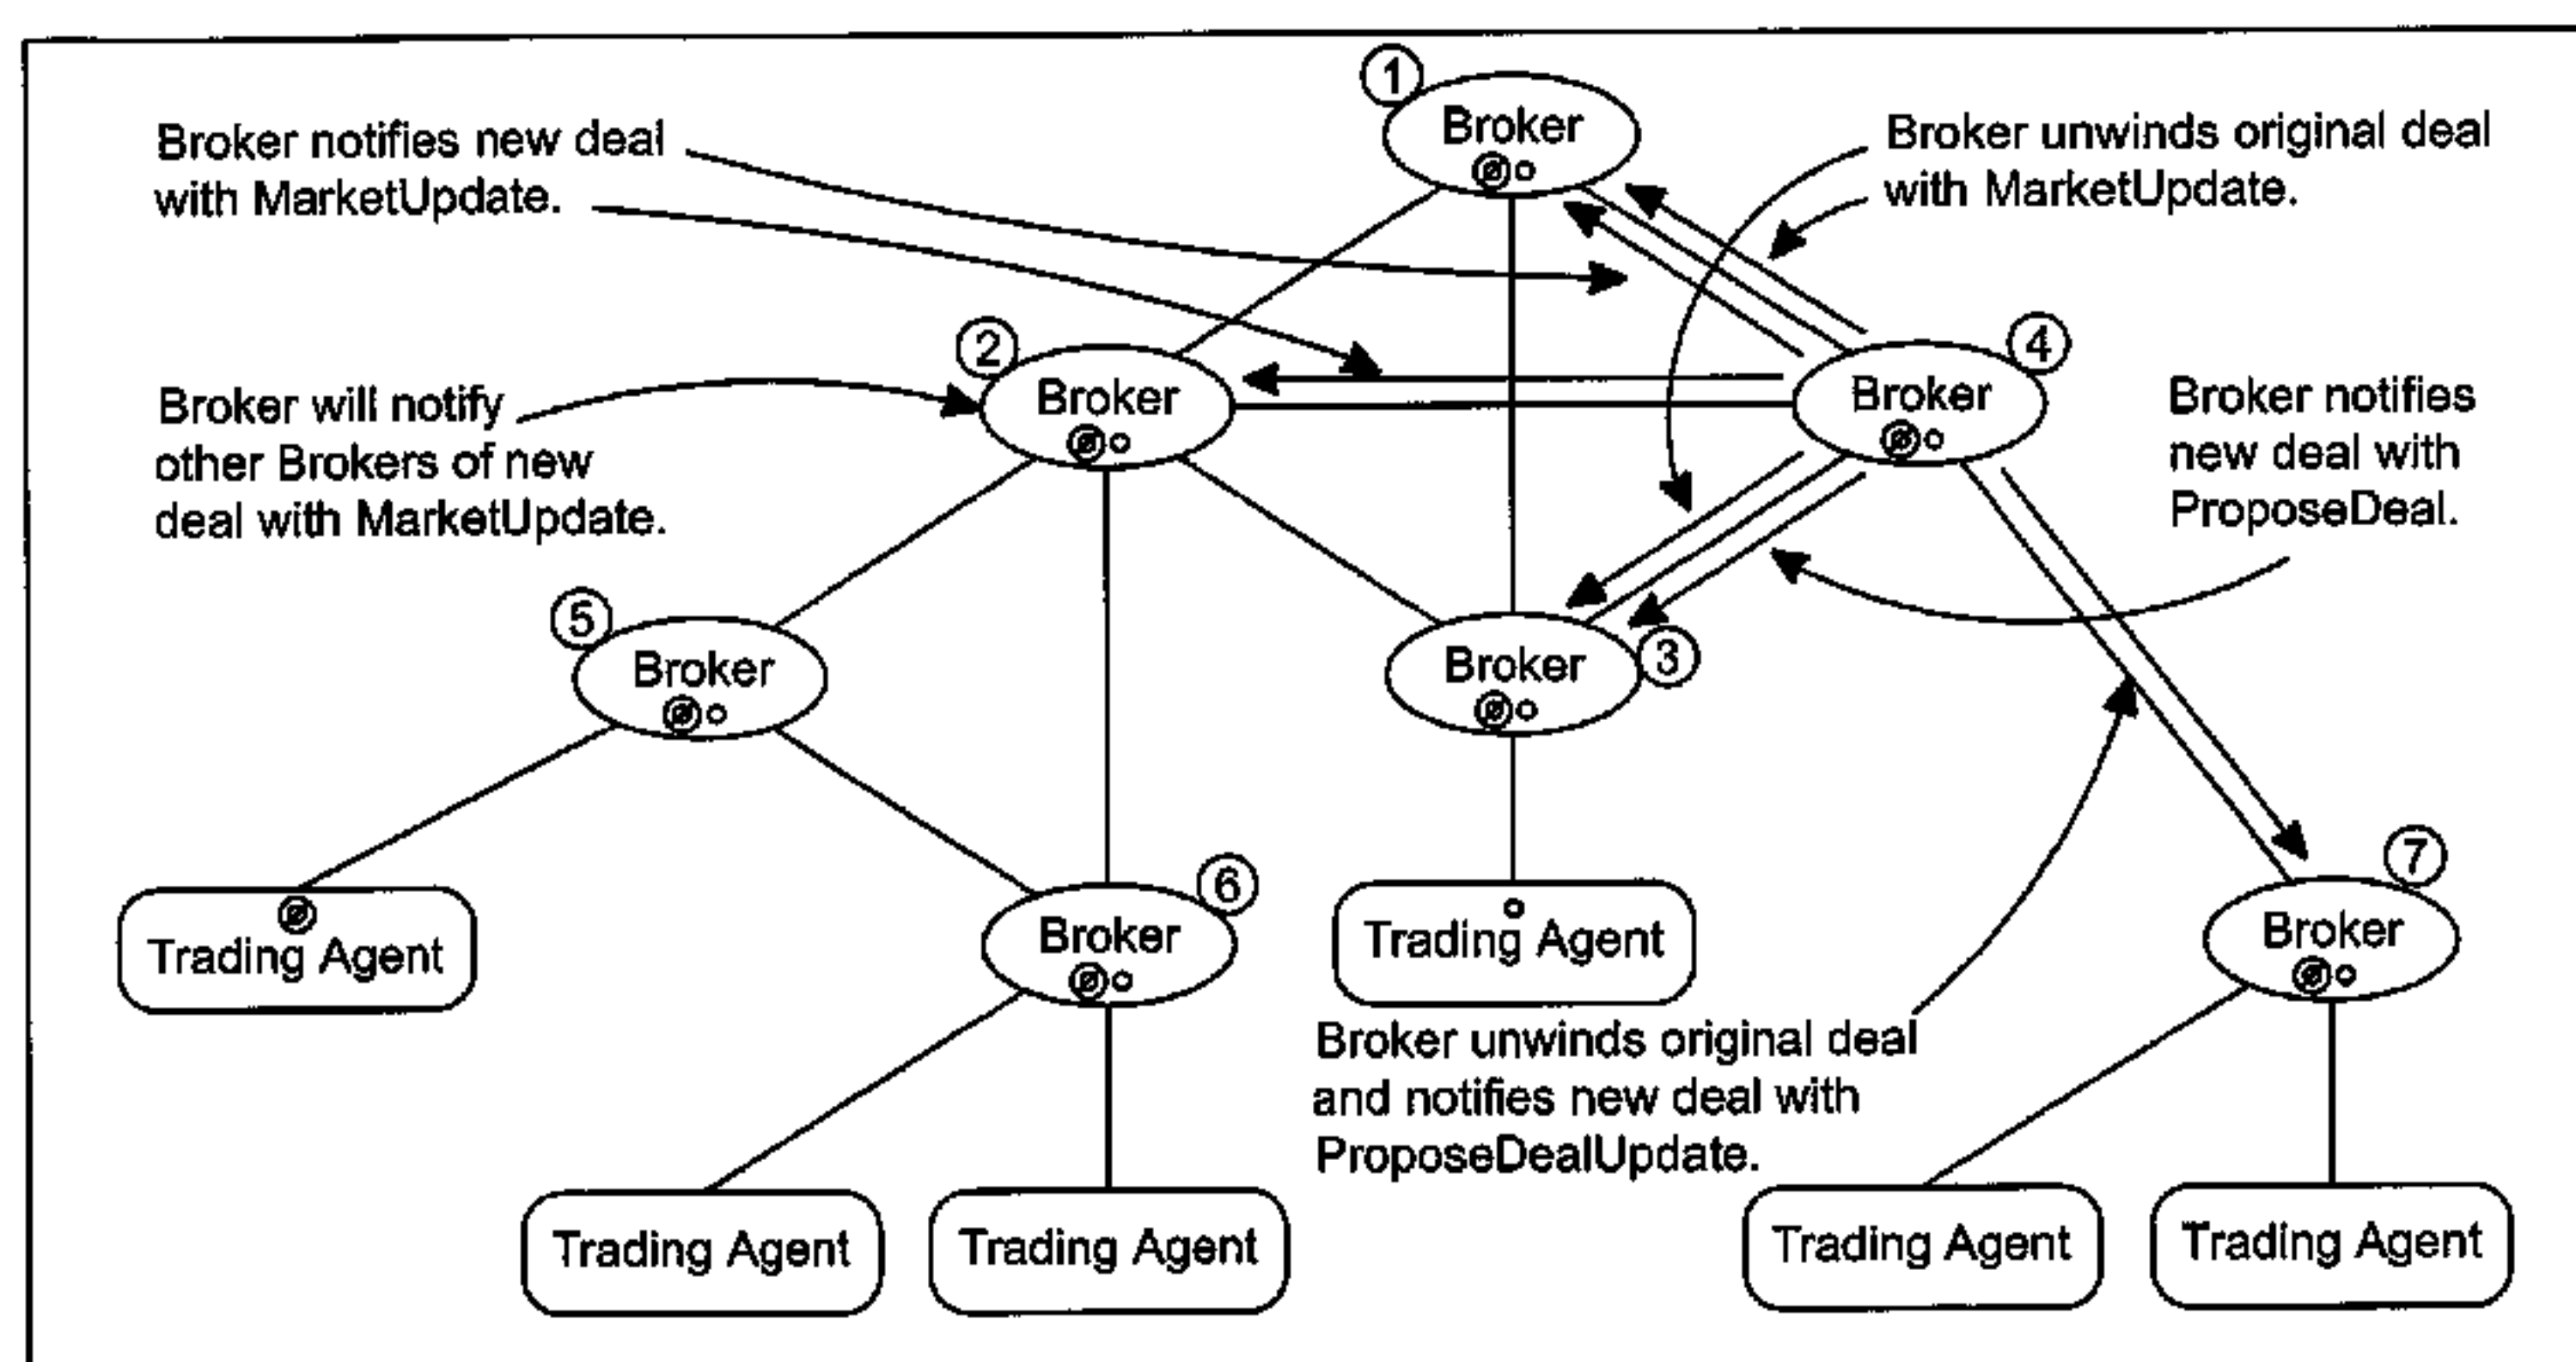 1
Broker
Broker notifies new deal
with MarketUpdate.
Broker unwinds original deal
with MarketUpdate.
2
Broker
4
Broker
Broker will notify
other Brokers of new
deal with MarketUpdate.
Broker notifies
new deal with
ProposeDeal.
5
Broker
Broker
3
Trading Agent
6
Broker
Trading Agent
7
Broker
Broker unwinds original deal
and notifies new deal with
ProposeDealUpdate.
Trading Agent
Trading Agent
Trading Agent
Trading Agent